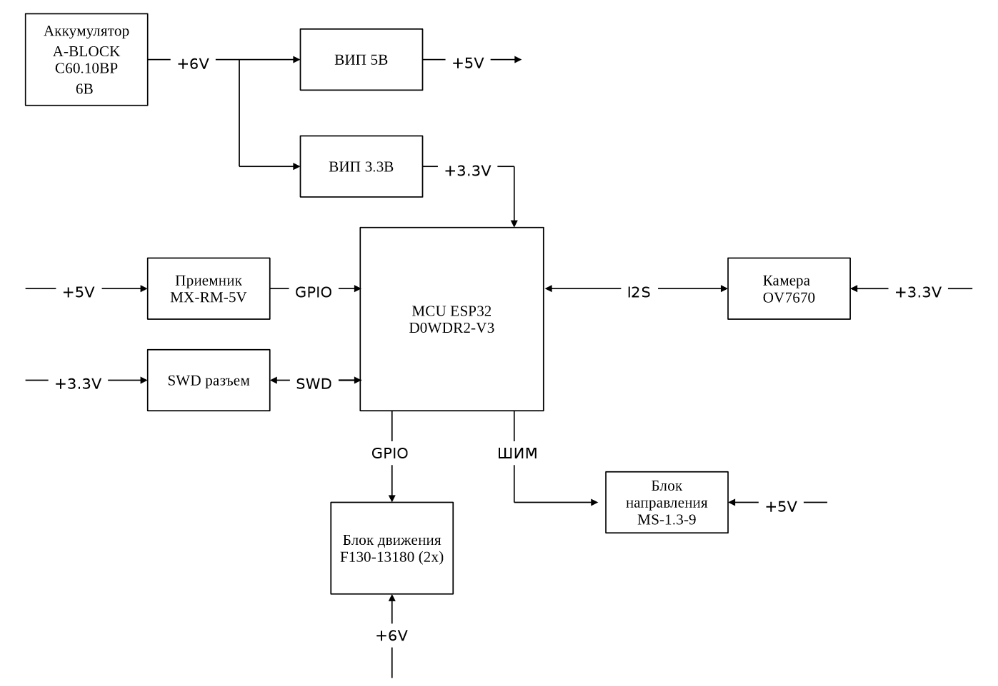 Аккумулятор
A-BLOCK
C60.10BP
6В
+6V
ВИП 5В
+5V
ВИП 3.3В
+3.3V
+5V
Приемник
MX-RM-5V
GPIO
MCU ESP32
D0WDR2-V3
I2S
Камера
OV7670
+3.3V
+3.3V
SWD разъем
SWD
GPIO
ШИМ
Блок
направления
MS-1.3-9
+5V
Блок движения
F130-13180 (2x)
+6V